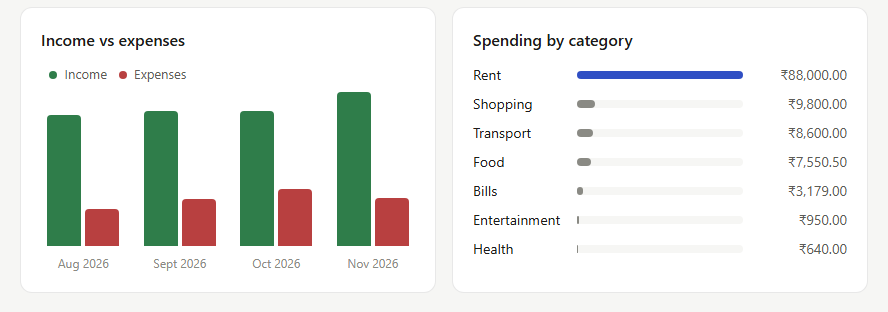 Income vs expenses
Income
Expenses
Aug 2026
Sept 2026
Oct 2026
Nov 2026
Spending by category
Rent ₹88,000.00
Shopping ₹9,800.00
Transport ₹8,600.00
Food ₹7,550.50
Bills ₹3,179.00
Entertainment ₹950.00
Health ₹640.00